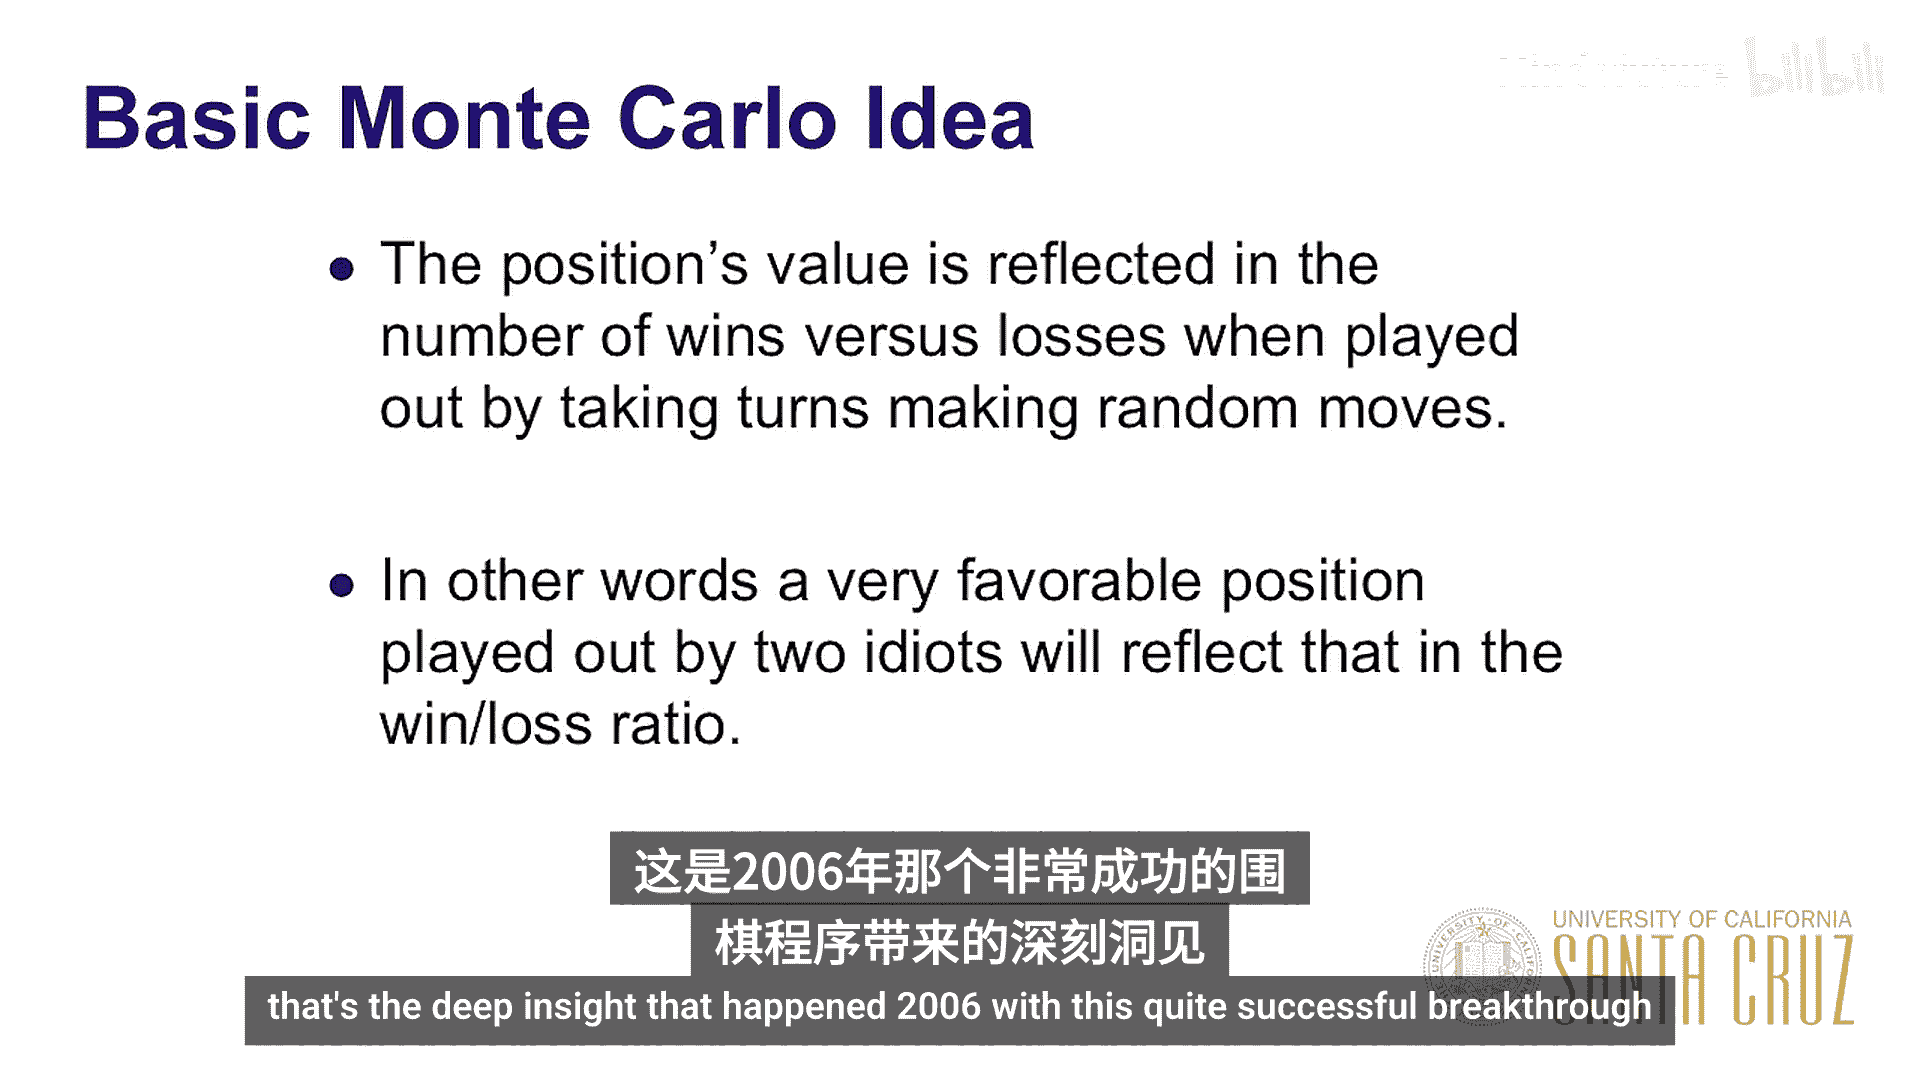 Basic Monte Carlo Idea
bilibili
The position’s value is reflected in the
number of wins versus losses when played
out by taking turns making random moves.
In other words a very favorable position
played out by two idiots will reflect that in the
win/loss ratio.
这是2006年那个非常成功的围
棋程序带来的深刻洞见
that's the deep insight that happened 2006 with this quite successful breakthrough
UNIVERSITY OF CALIFORNIA
SANTA CRUZ